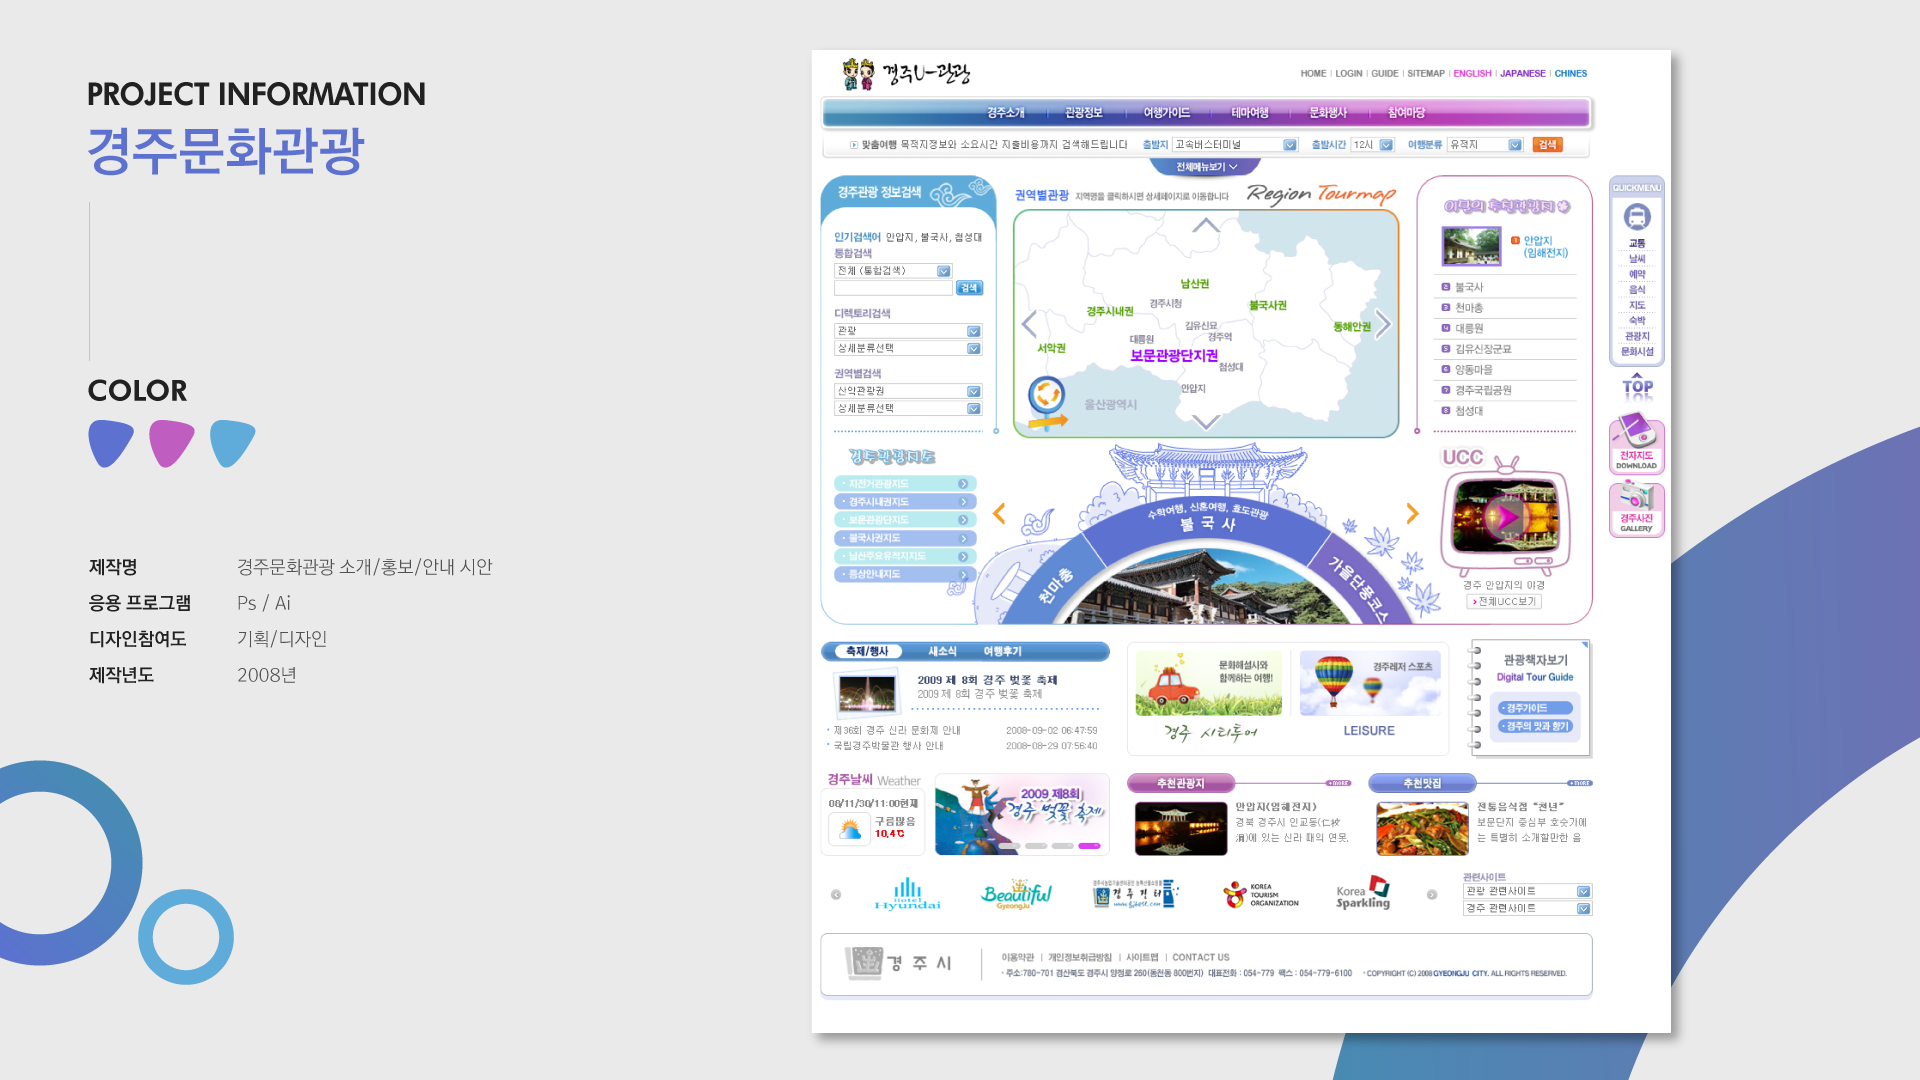 PROJECT INFORMATION
경주문화관광
COLOR
제작명 경주문화관광 소개/홍보/안내 시안
응용 프로그램 Ps / Ai
디자인참여도 기획/디자인
제작년도 2008년
경주U-관광
HOME | LOGIN | GUIDE | SITEMAP | ENGLISH | JAPANESE | CHINES
경주소개 관광정보 여행가이드 테마여행 문화행사 참여마당
맞춤여행 목적지정보와 소요시간 지출비용까지 검색해드립니다 출발지 고속버스터미널 출발시간 12시 여행분류 유적지 검색
전체메뉴보기
경주관광 정보검색
인기검색어 안압지, 불국사, 첨성대
통합검색
전체 (통합검색)
검색
디렉토리검색
관광
상세분류선택
권역별검색
산악관광권
상세분류선택
권역별관광 지역명을 클릭하시면 상세페이지로 이동합니다 Region Tourmap
남산권
경주시청
경주시내권
불국사권
김유신묘
동해안권
대릉원
경주역
서악권
보문관광단지권
첨성대
안압지
울산광역시
이달의 추천관광지
1 안압지
(임해전지)
2 불국사
3 천마총
4 대릉원
5 김유신장군묘
6 양동마을
7 경주국립공원
8 첨성대
QUICKMENU
교통
날씨
예약
음식
지도
숙박
관광지
문화시설
TOP
전자지도
DOWNLOAD
경주사진
GALLERY
경주관광지도
자전거관광지도
경주시내권지도
보문관광단지도
불국사권지도
남산주요유적지지도
등산안내지도
수학여행, 신혼여행, 효도관광
불국사
천마총
가을단풍코스
UCC
경주 안압지의 야경
전체UCC보기
축제/행사 새소식 여행후기
2009 제 8회 경주 벚꽃 축제
2009 제 8회 경주 벚꽃 축제
제36회 경주 신라 문화제 안내 2008-09-02 06:47:59
국립경주박물관 행사 안내 2008-08-29 07:56:40
문화해설사와
함께하는 여행!
경주 시티투어
경주레저 스포츠
LEISURE
관광책자보기
Digital Tour Guide
경주가이드
경주의 맛과 향기
경주날씨 Weather
08/11/30/11:00현재
구름많음
10.4℃
2009 제8회
경주 벚꽃 축제
추천관광지 MORE
안압지(임해전지)
경북 경주시 인교동(仁校
洞)에 있는 신라 때의 연못.
추천맛집 MORE
전통음식점 "천년"
보문단지 중심부 호숫가에
는 특별히 소개할만한 음
Hotel
Hyundai
Beautiful
Gyeongju
경주장터
KOREA
TOURISM
ORGANIZATION
Korea
Sparkling
관련사이트
관광 관련사이트
경주 관련사이트
경주시
이용약관 | 개인정보취급방침 | 사이트맵 | CONTACT US
주소:780-701 경산북도 경주시 양정로 260(동천동 800번지) 대표전화 : 054-779 팩스 : 054-779-6100 COPYRIGHT (C) 2008 GYEONGJU CITY. ALL RIGHTS RESERVED.